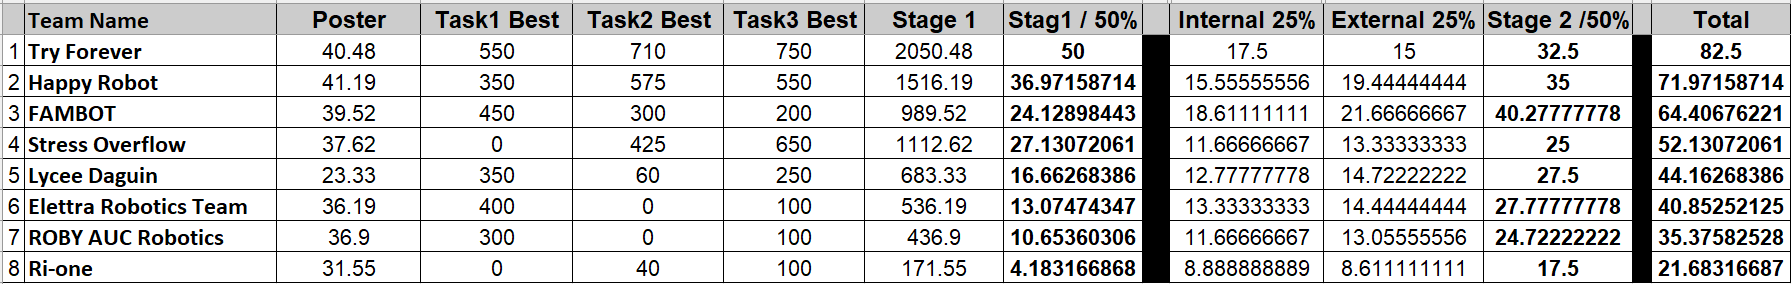 Team Name Poster Task1 Best Task2 Best Task3 Best Stage 1 Stag1 / 50% Internal 25% External 25% Stage 2 /50% Total
1 Try Forever 40.48 550 710 750 2050.48 50 17.5 15 32.5 82.5
2 Happy Robot 41.19 350 575 550 1516.19 36.97158714 15.55555556 19.44444444 35 71.97158714
3 FAMBOT 39.52 450 300 200 989.52 24.12898443 18.61111111 21.66666667 40.27777778 64.40676221
4 Stress Overflow 37.62 0 425 650 1112.62 27.13072061 11.66666667 13.33333333 25 52.13072061
5 Lycee Daguin 23.33 350 60 250 683.33 16.66268386 12.77777778 14.72222222 27.5 44.16268386
6 Elettra Robotics Team 36.19 400 0 100 536.19 13.07474347 13.33333333 14.44444444 27.77777778 40.85252125
7 ROBY AUC Robotics 36.9 300 0 100 436.9 10.65360306 11.66666667 13.05555556 24.72222222 35.37582528
8 Ri-one 31.55 0 40 100 171.55 4.183166868 8.888888889 8.611111111 17.5 21.68316687